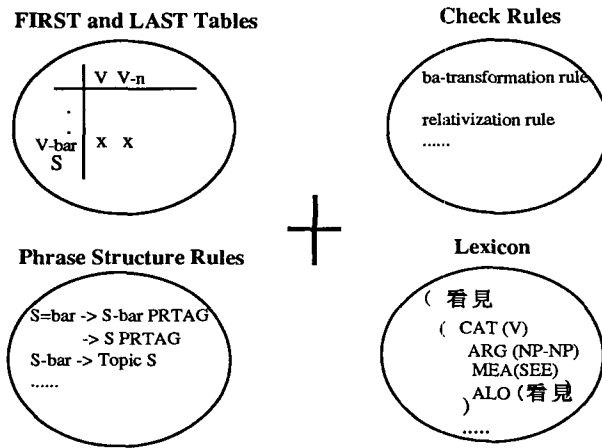 FIRST and LAST Tables
V V-n
.
.
V-bar x x
S
Check Rules
ba-transformation rule
relativization rule
......
Phrase Structure Rules
S=bar -> S-bar PRTAG
-> S PRTAG
S-bar -> Topic S
......
Lexicon
( 看見
( CAT (V)
ARG (NP-NP)
MEA(SEE)
ALO (看見)
)
.....